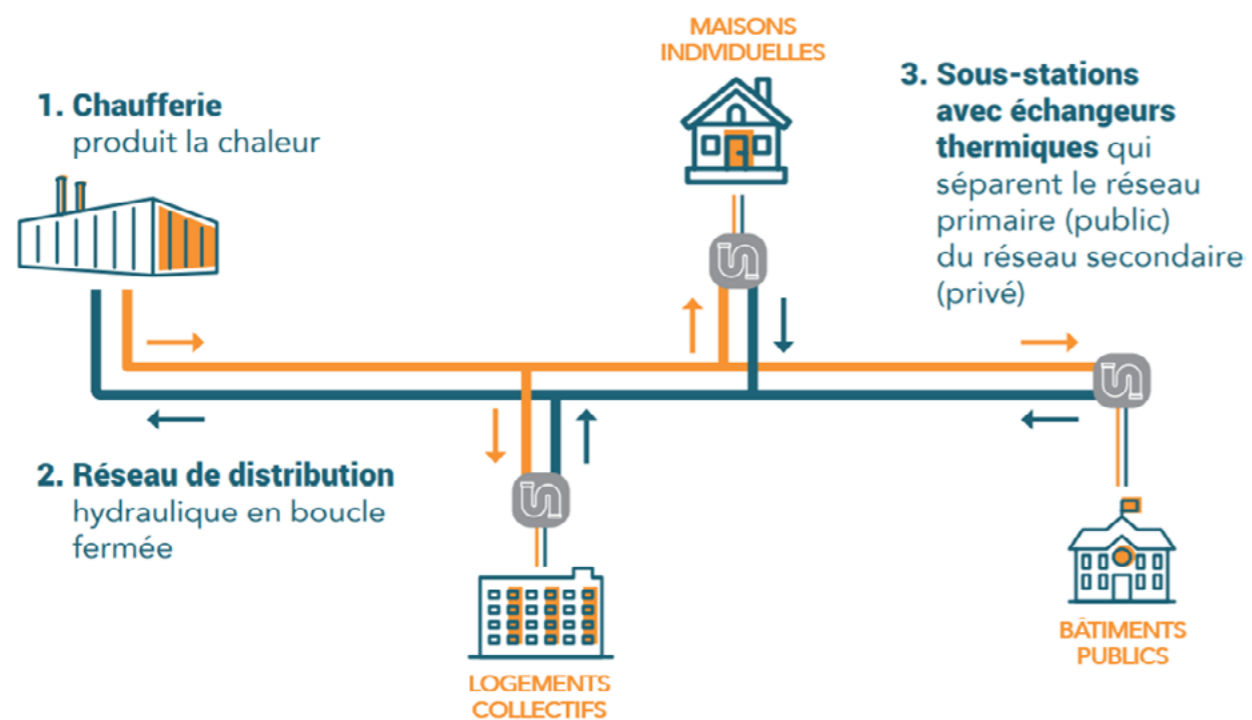 MAISONS
INDIVIDUELLES
1. Chaufferie
produit la chaleur
3. Sous-stations
avec échangeurs
thermiques qui
séparent le réseau
primaire (public)
du réseau secondaire
(privé)
2. Réseau de distribution
hydraulique en boucle
fermée
LOGEMENTS
COLLECTIFS
BÂTIMENTS
PUBLICS